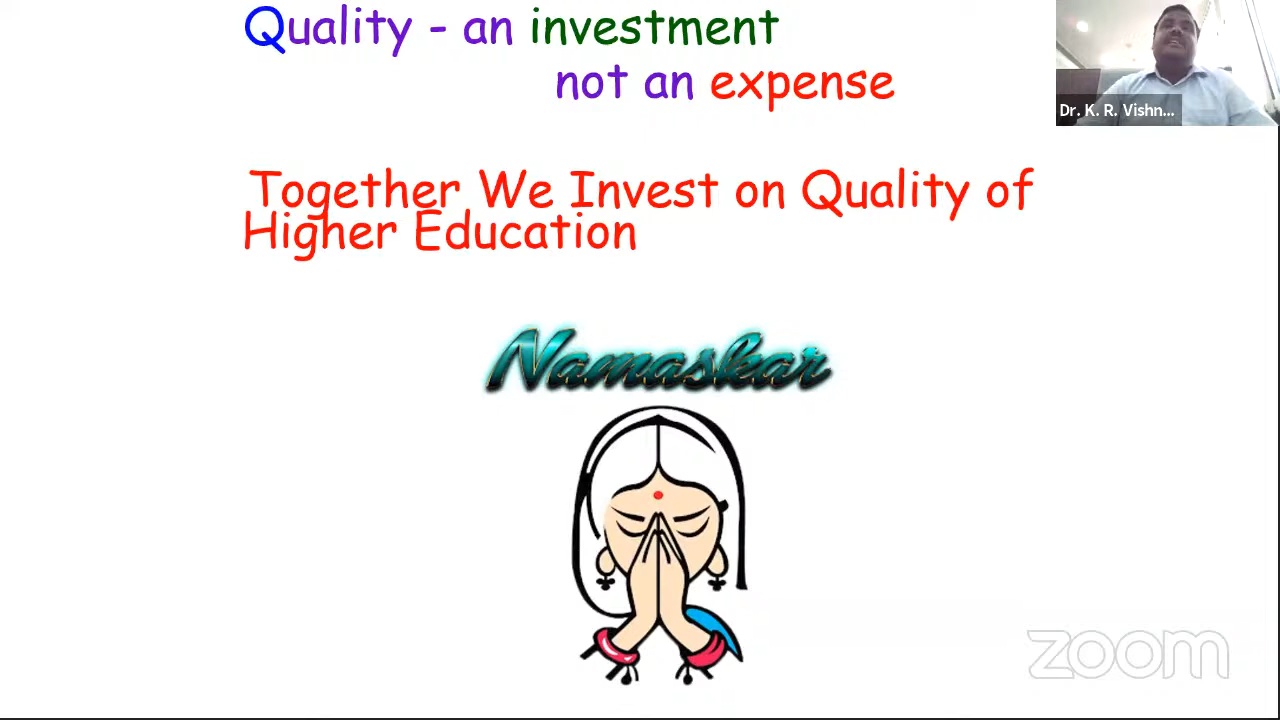 Quality - an investment
not an expense
Dr. K. R. Vishn...
Together We Invest on Quality of
Higher Education
Namaskar
zoom